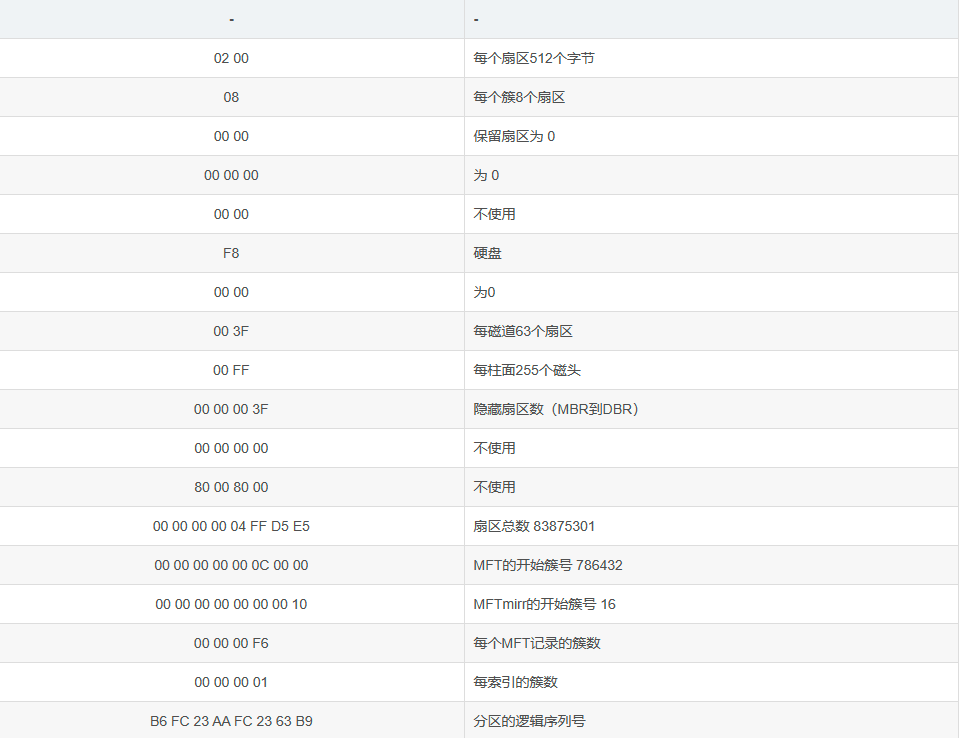 - -
02 00 每个扇区512个字节
08 每个簇8个扇区
00 00 保留扇区为 0
00 00 00 为 0
00 00 不使用
F8 硬盘
00 00 为0
00 3F 每磁道63个扇区
00 FF 每柱面255个磁头
00 00 00 3F 隐藏扇区数（MBR到DBR）
00 00 00 00 不使用
80 00 80 00 不使用
00 00 00 00 04 FF D5 E5 扇区总数 83875301
00 00 00 00 00 0C 00 00 MFT的开始簇号 786432
00 00 00 00 00 00 00 10 MFTmirr的开始簇号 16
00 00 00 F6 每个MFT记录的簇数
00 00 00 01 每索引的簇数
B6 FC 23 AA FC 23 63 B9 分区的逻辑序列号